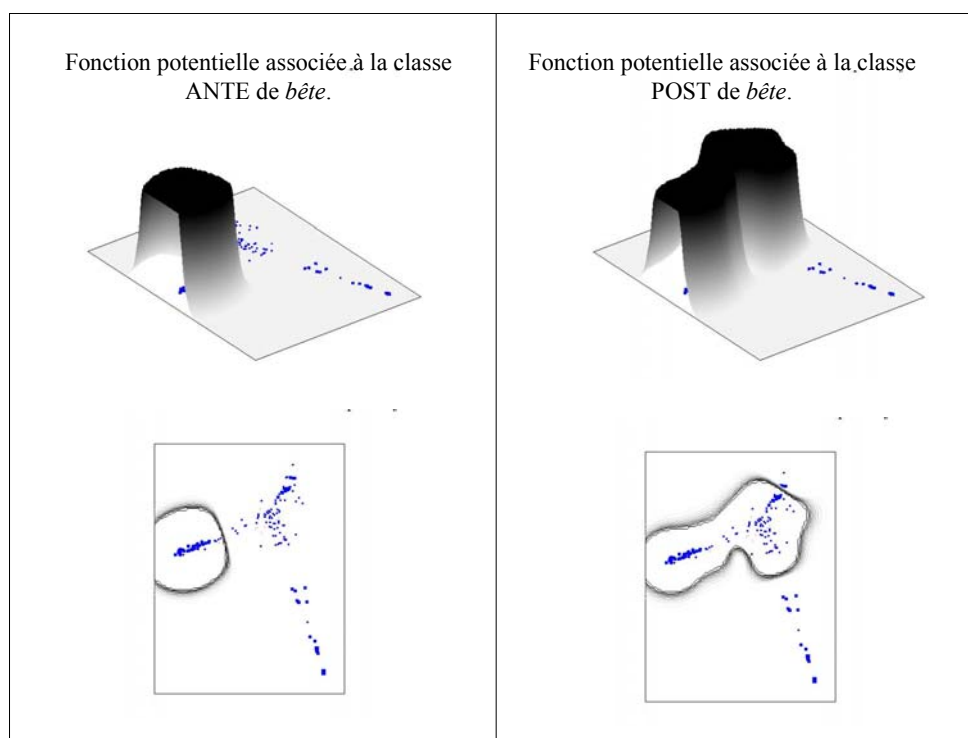 Fonction potentielle associée à la classe
ANTE de bête.
Fonction potentielle associée à la classe
POST de bête.